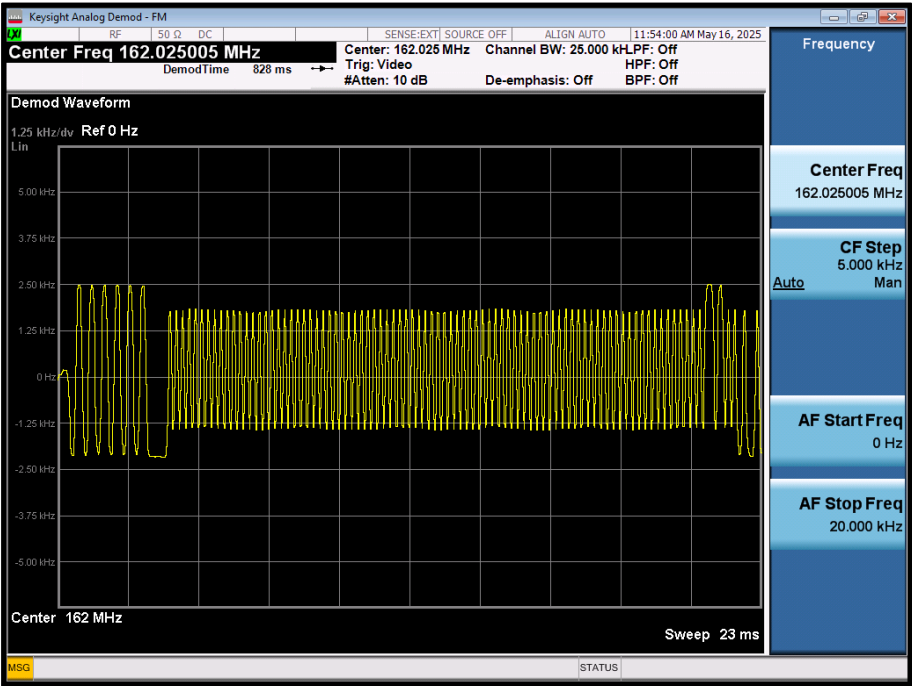 Keysight Analog Demod - FM
LXI RF 50 Ω DC SENSE:EXT SOURCE OFF ALIGN AUTO 11:54:00 AM May 16, 2025
Center Freq 162.025005 MHz Center: 162.025 MHz Channel BW: 25.000 kHLPF: Off
DemodTime 828 ms Trig: Video HPF: Off
#Atten: 10 dB De-emphasis: Off BPF: Off
Frequency
Demod Waveform
1.25 kHz/dv Ref 0 Hz
Lin
5.00 kHz
3.75 kHz
2.50 kHz
1.25 kHz
0 Hz
-1.25 kHz
-2.50 kHz
-3.75 kHz
-5.00 kHz
Center 162 MHz
Sweep 23 ms
Center Freq
162.025005 MHz
CF Step
5.000 kHz
Auto Man
AF Start Freq
0 Hz
AF Stop Freq
20.000 kHz
MSG STATUS